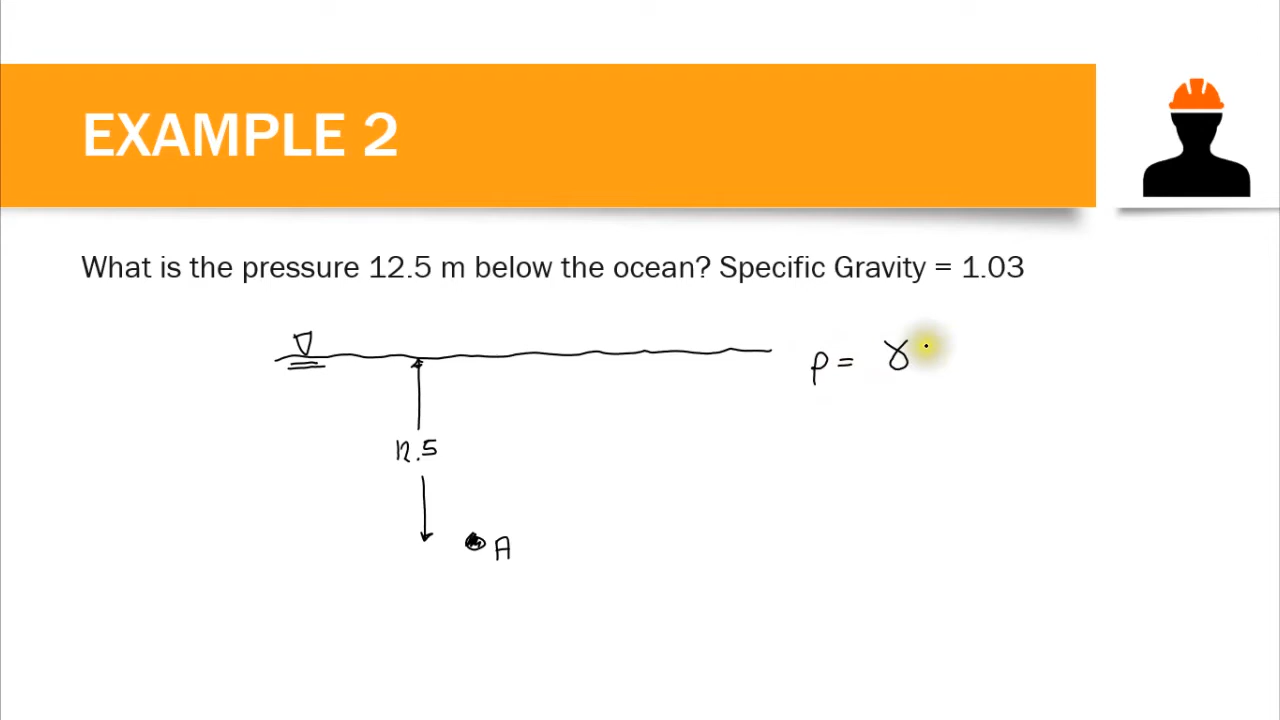 EXAMPLE 2
What is the pressure 12.5 m below the ocean? Specific Gravity = 1.03
P = γ
12.5
A